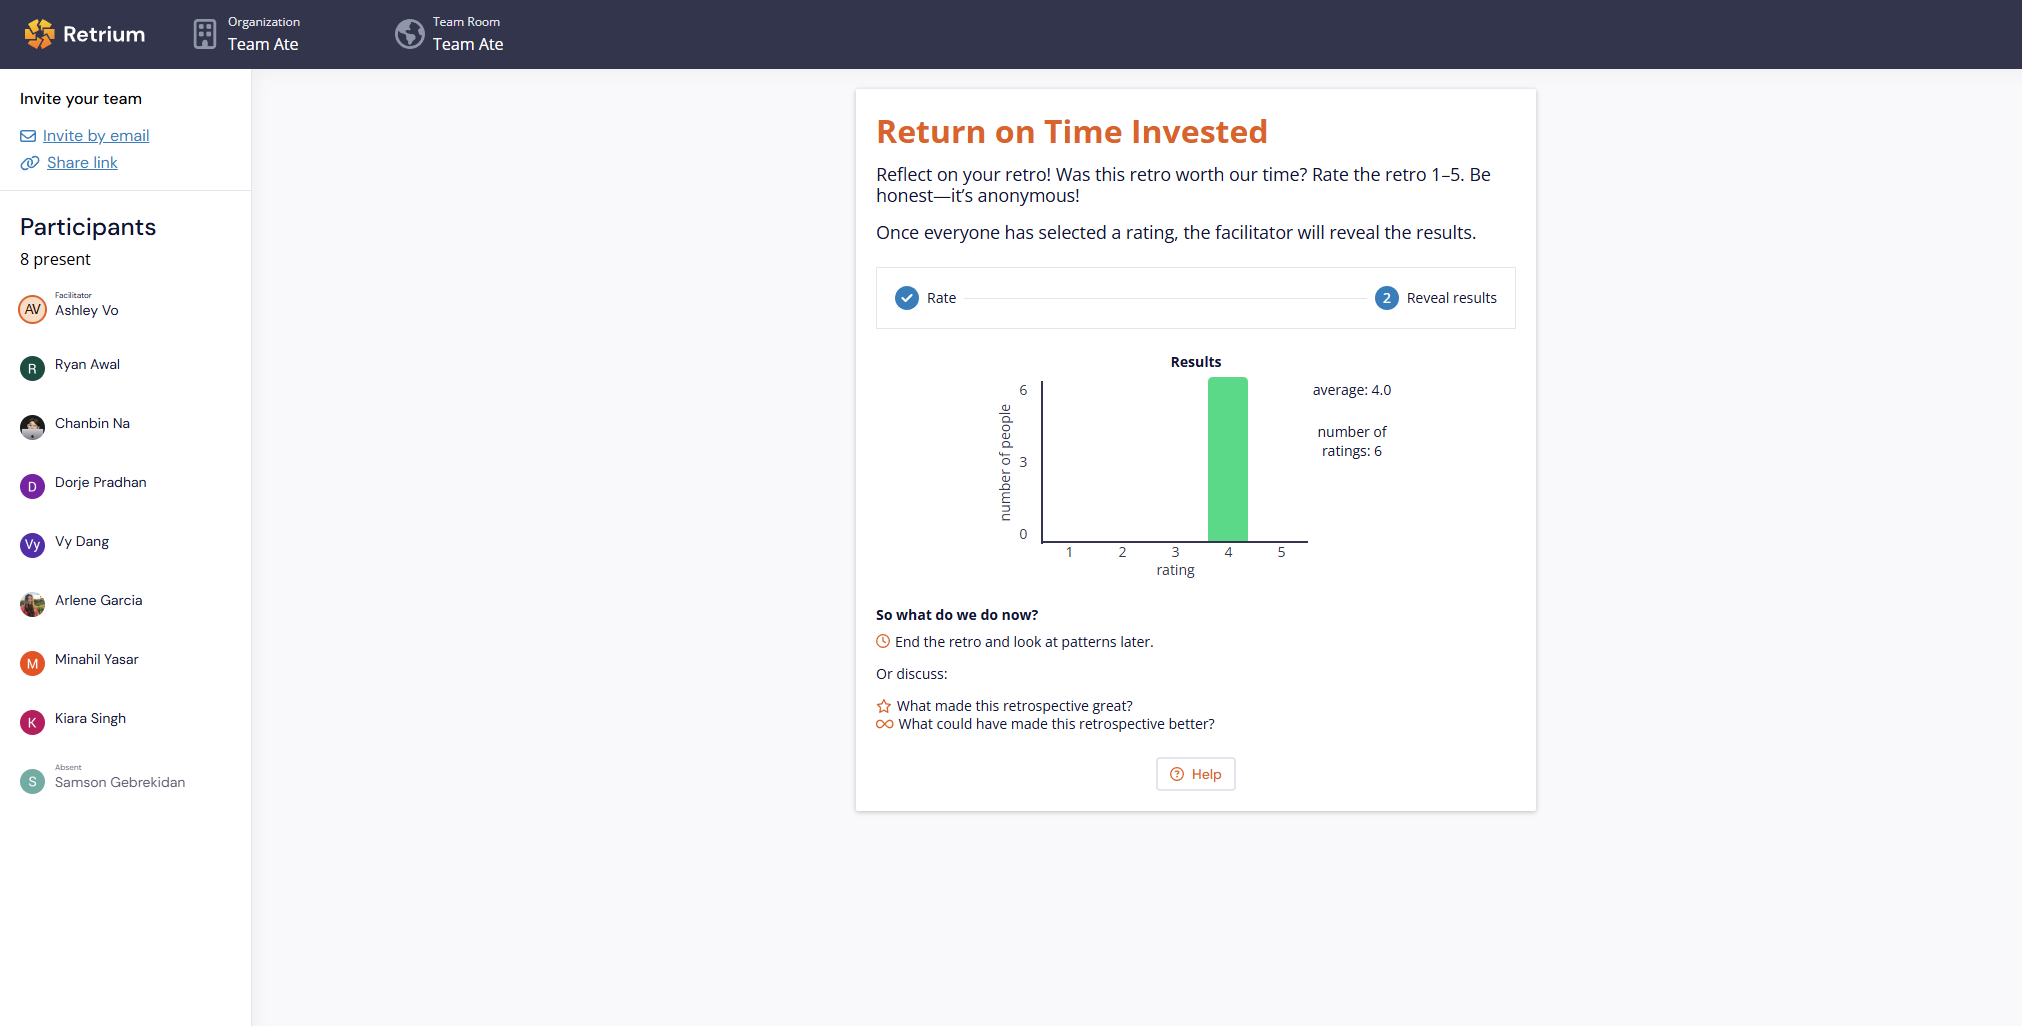 Retrium
Organization
Team Ate
Team Room
Team Ate
Invite your team
Invite by email
Share link
Participants
8 present
AV
Facilitator
Ashley Vo
R
Ryan Awal
Chanbin Na
D
Dorje Pradhan
Vy
Vy Dang
Arlene Garcia
M
Minahil Yasar
K
Kiara Singh
Absent
S
Samson Gebrekidan
Return on Time Invested
Reflect on your retro! Was this retro worth our time? Rate the retro 1–5. Be
honest—it’s anonymous!
Once everyone has selected a rating, the facilitator will reveal the results.
Rate
2
Reveal results
Results
number of people
6
3
0
1 2 3 4 5
rating
average: 4.0
number of
ratings: 6
So what do we do now?
End the retro and look at patterns later.
Or discuss:
What made this retrospective great?
What could have made this retrospective better?
? Help